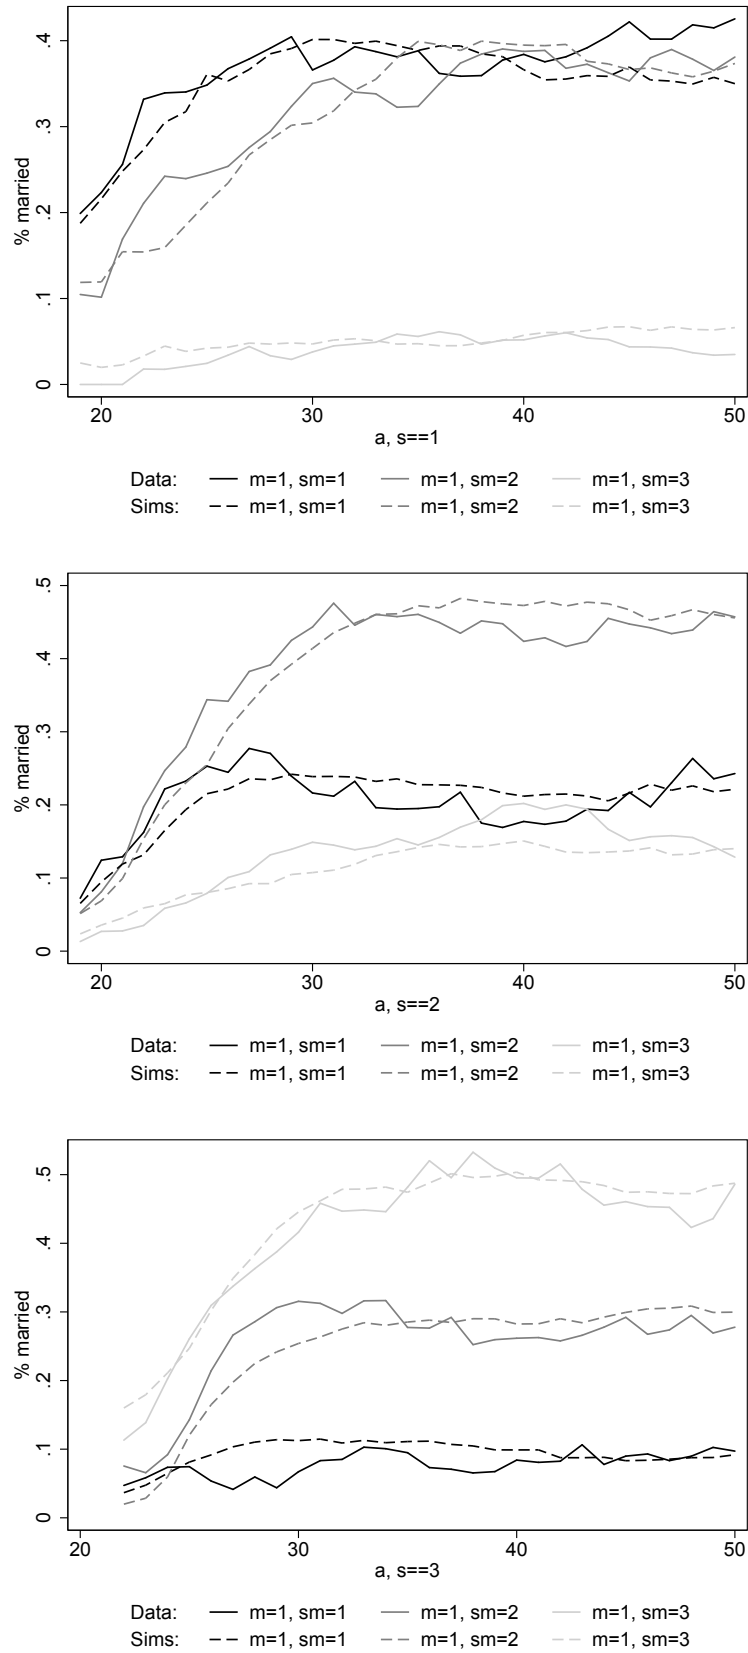 .4
.3
.2
.1
0
% married
20 30 40 50
a, s==1
Data: m=1, sm=1 m=1, sm=2 m=1, sm=3
Sims: m=1, sm=1 m=1, sm=2 m=1, sm=3
.5
.4
.3
.2
.1
0
% married
20 30 40 50
a, s==2
Data: m=1, sm=1 m=1, sm=2 m=1, sm=3
Sims: m=1, sm=1 m=1, sm=2 m=1, sm=3
.5
.4
.3
.2
.1
0
% married
20 30 40 50
a, s==3
Data: m=1, sm=1 m=1, sm=2 m=1, sm=3
Sims: m=1, sm=1 m=1, sm=2 m=1, sm=3